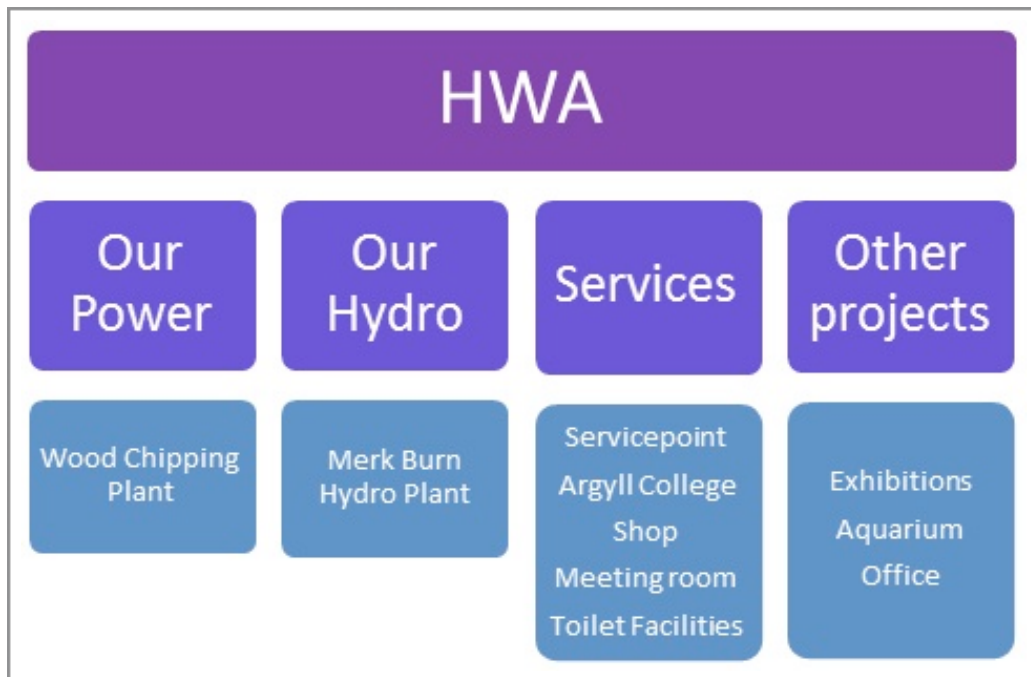 HWA
Our
Power
Our
Hydro
Services
Other
projects
Wood Chipping
Plant
Merk Burn
Hydro Plant
Servicepoint
Argyll College
Shop
Meeting room
Toilet Facilities
Exhibitions
Aquarium
Office